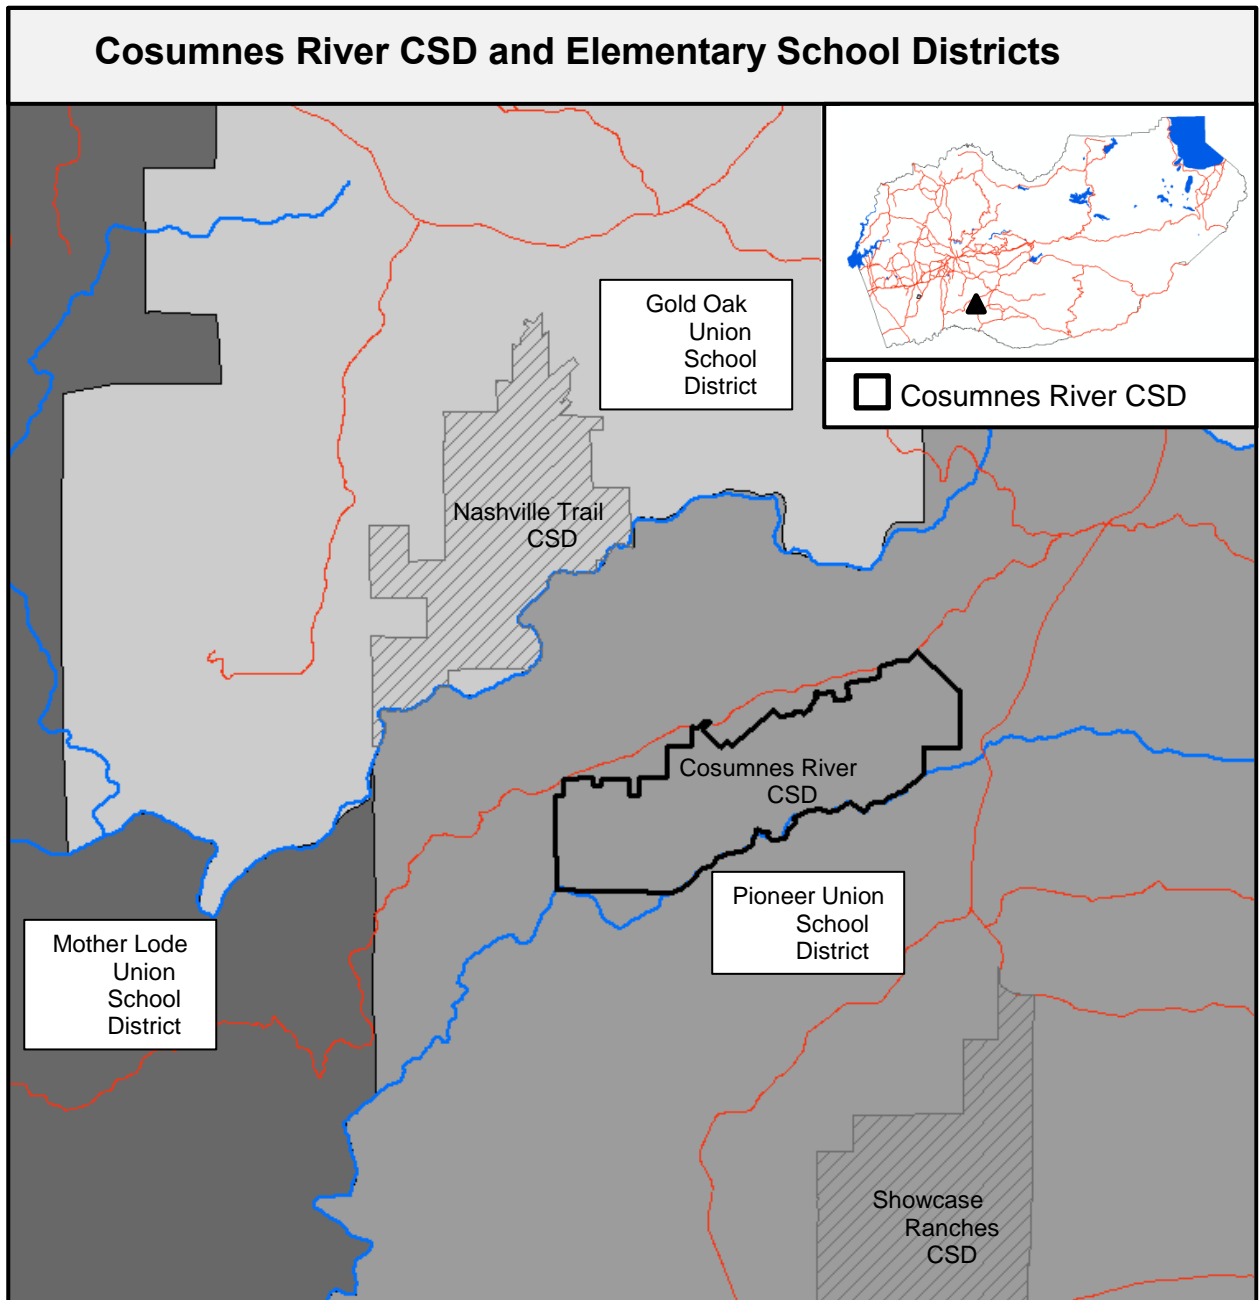 Cosumnes River CSD and Elementary School Districts
Cosumnes River CSD
Gold Oak
Union
School
District
Nashville Trail
CSD
Cosumnes River
CSD
Pioneer Union
School
District
Mother Lode
Union
School
District
Showcase
Ranches
CSD